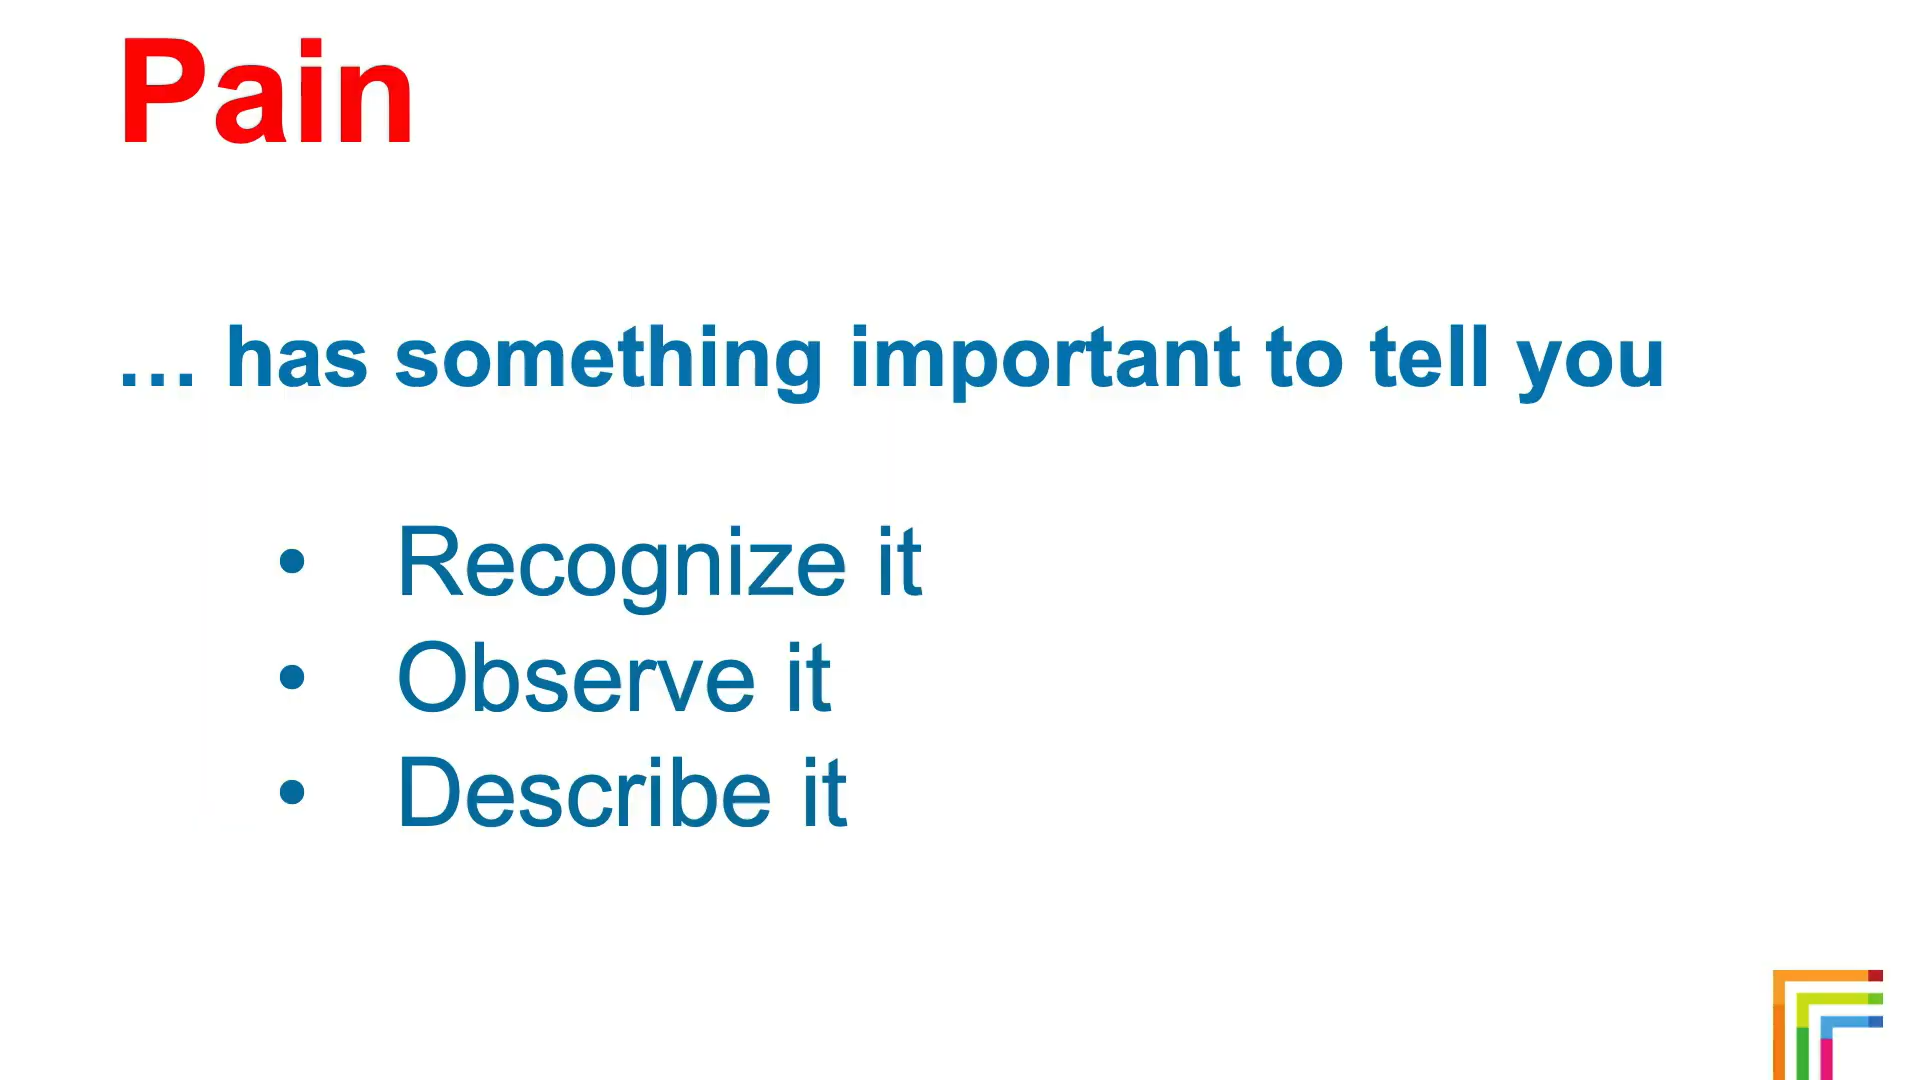 Pain
… has something important to tell you
• Recognize it
• Observe it
• Describe it